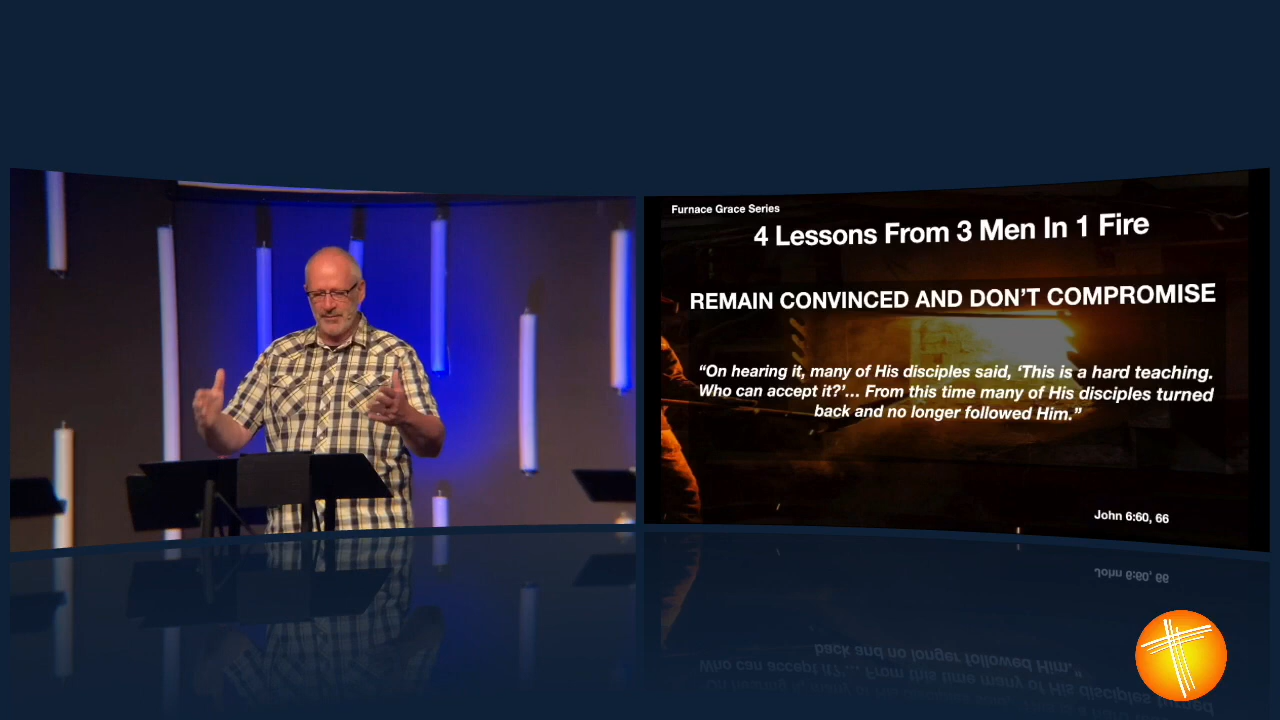 Furnace Grace Series
4 Lessons From 3 Men In 1 Fire
REMAIN CONVINCED AND DON’T COMPROMISE
“On hearing it, many of His disciples said, ‘This is a hard teaching.
Who can accept it?’... From this time many of His disciples turned
back and no longer followed Him.”
John 6:60, 66